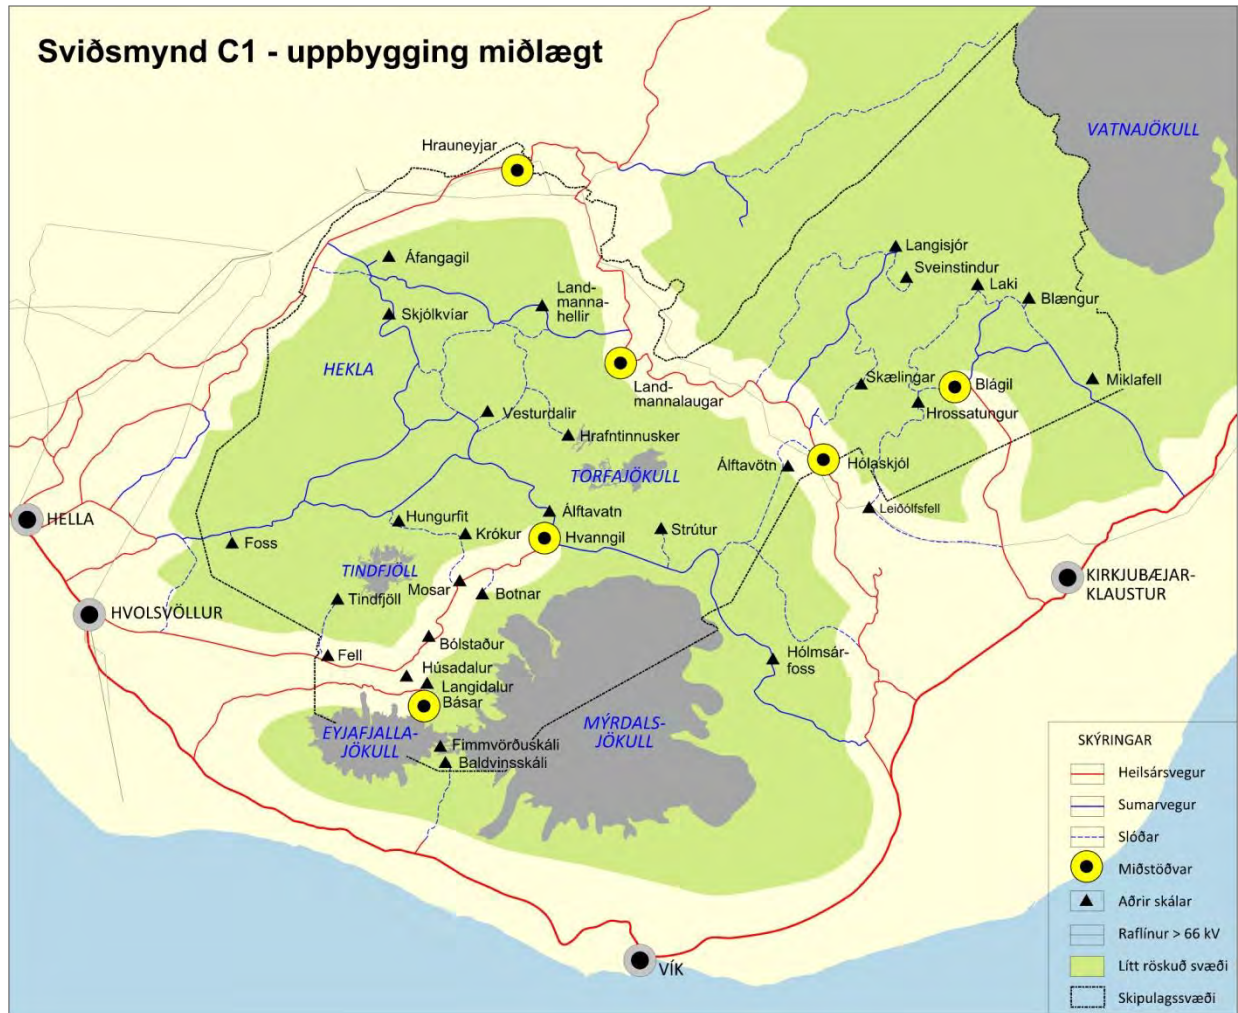 Sviðsmynd C1 - uppbygging miðlægt
VATNAJÖKULL
Hrauneyjar
Langisjór
Áfangagil
Sveinstindur
Laki
Land-
manna-
hellir
Blængur
Skjólkvíar
HEKLA
Skælingar
Blágil
Miklafell
Land-
mannalaugar
Hrossatungur
Vesturdalir
Hrafntinnusker
TORFAJÖKULL
Álftavötn
Hólaskjól
Leiðólfsfell
HELLA
Álftavatn
Hungurfit
Krókur
Hvanngil
Strútur
Foss
TINDFJÖLL
Mosar
Botnar
KIRKJUBÆJAR-
KLAUSTUR
Tindfjöll
HVOLSVÖLLUR
Bólstaður
Fell
Hólmsár-
foss
Húsadalur
Langidalur
Básar
EYJAFJALLA-
JÖKULL
MÝRDALS-
JÖKULL
Fimmvörðuskáli
Baldvinsskáli
VÍK
SKÝRINGAR
Heilsársvegur
Sumarvegur
Slóðar
Miðstöðvar
Aðrir skálar
Raflínur > 66 kV
Lítt röskuð svæði
Skipulagssvæði